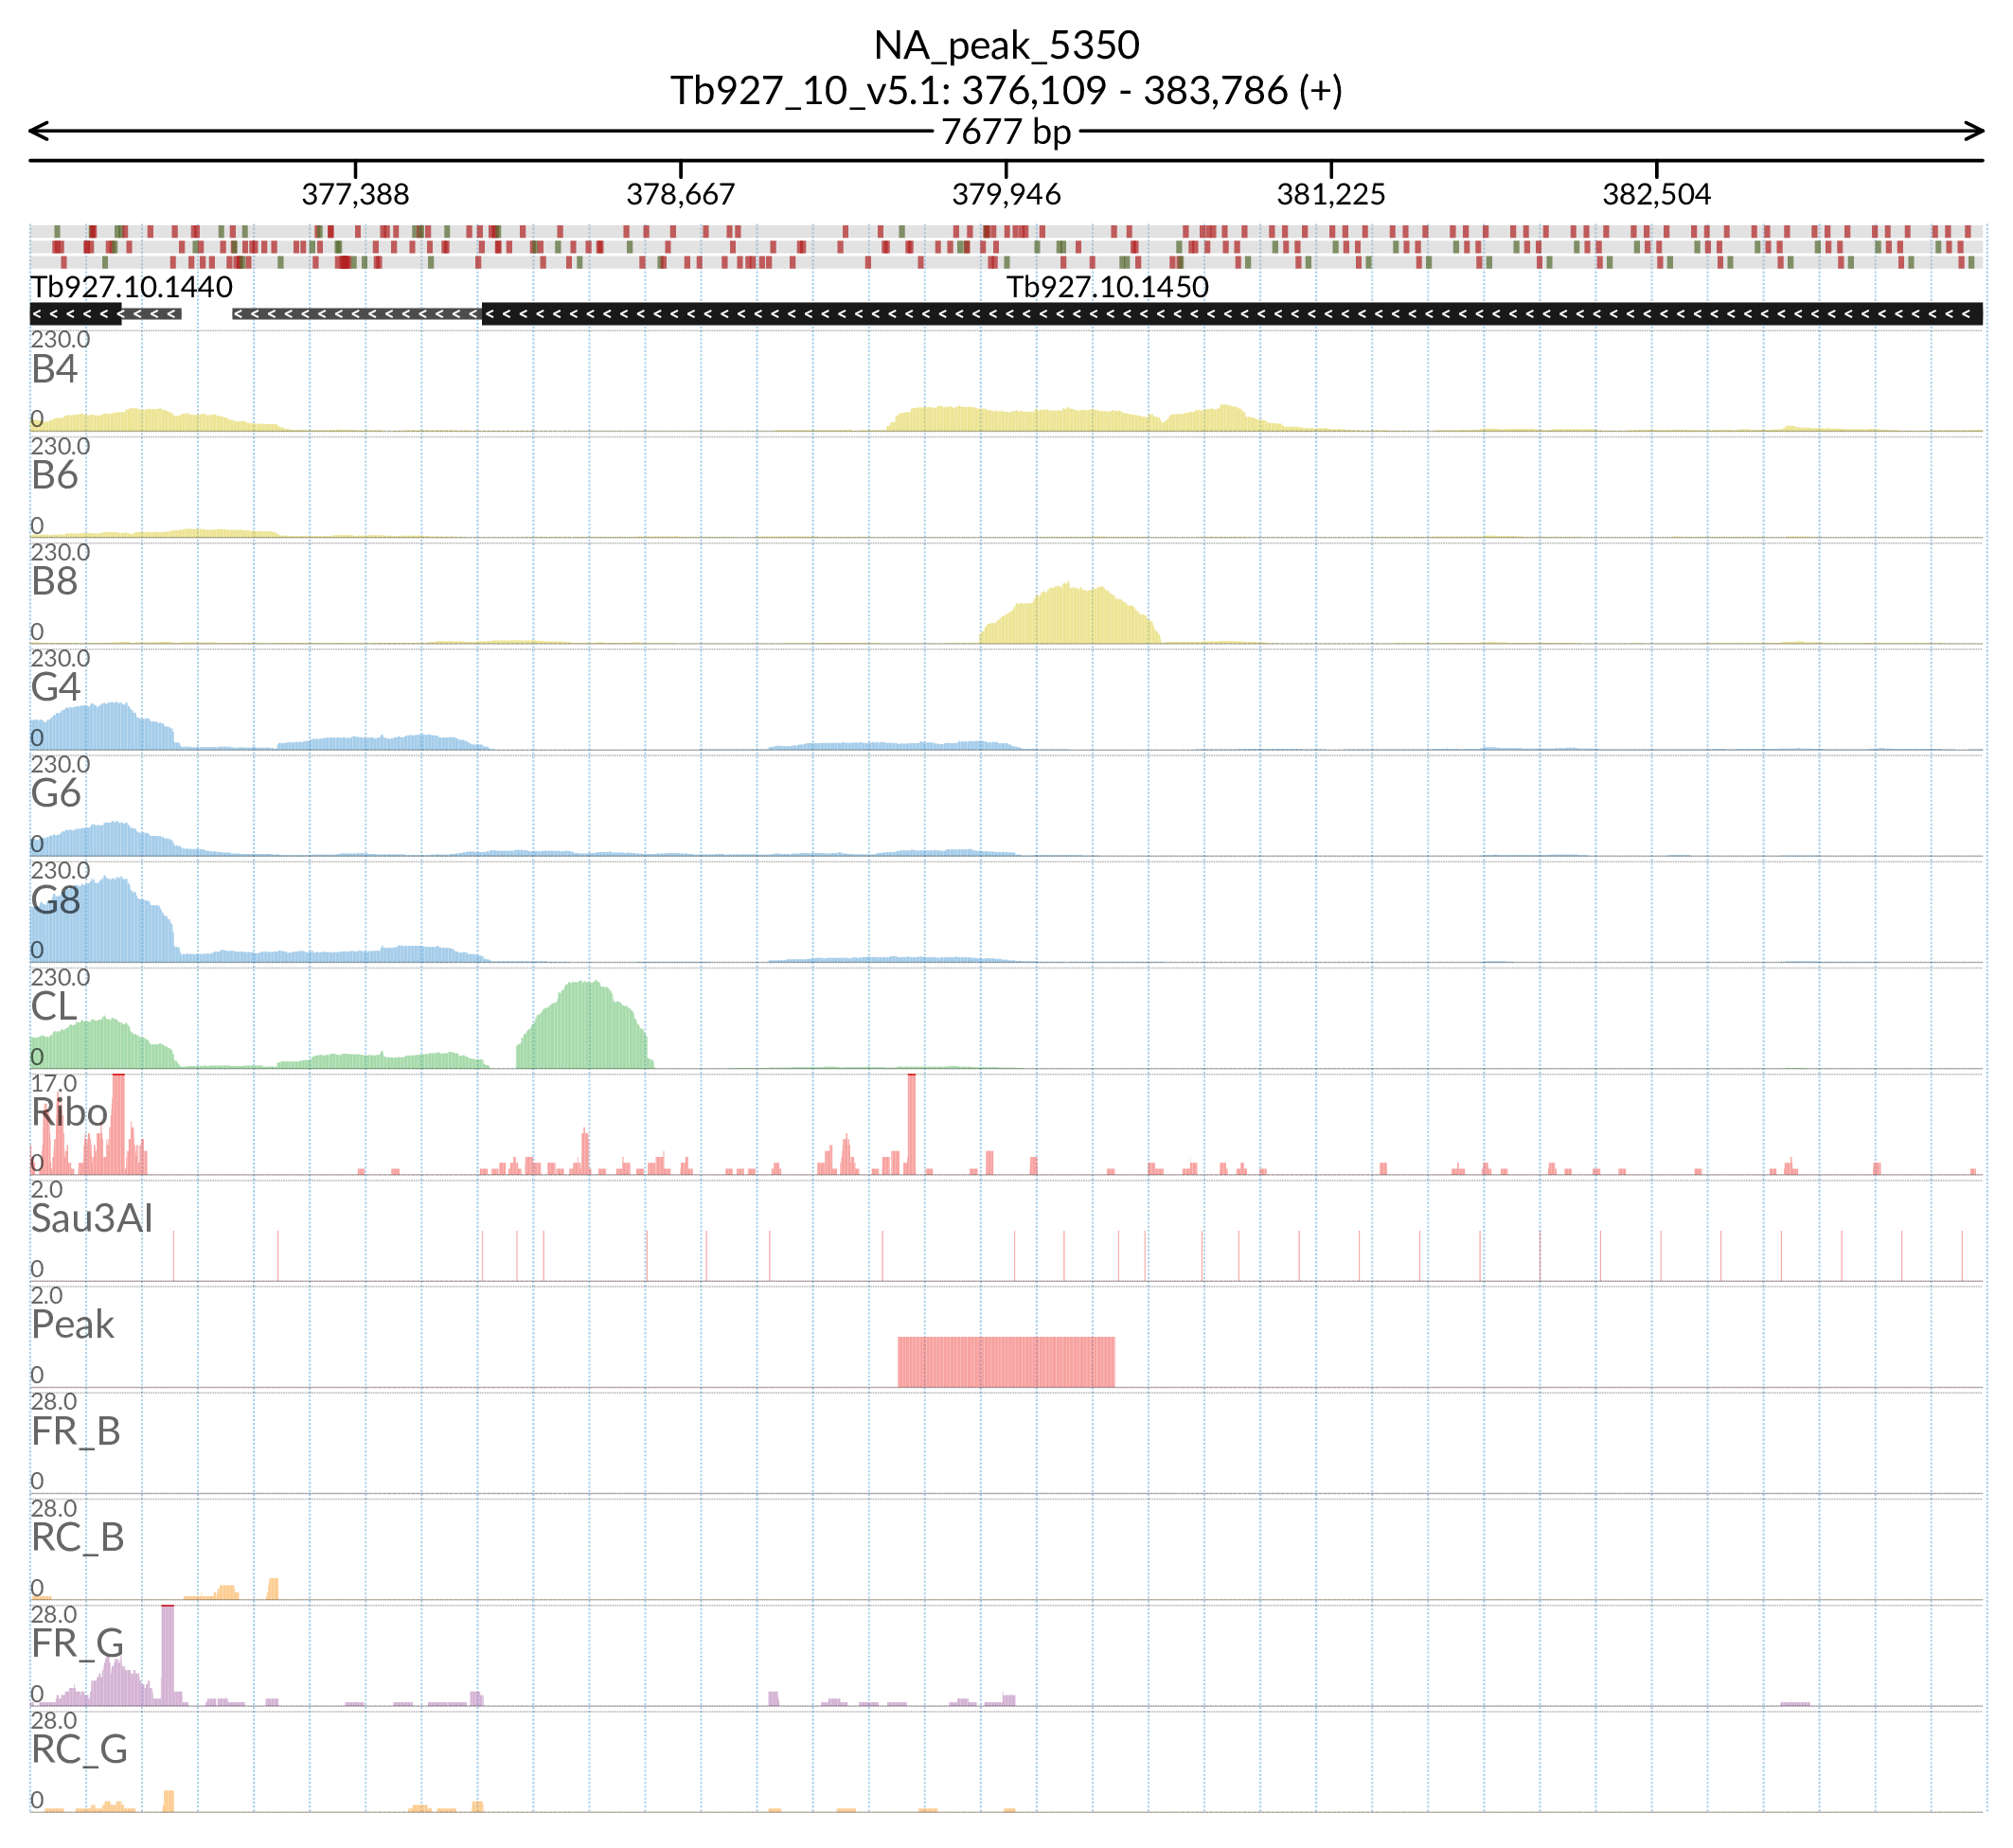 NA_peak_5350
Tb927_10_v5.1: 376,109 - 383,786 (+)
7677 bp
377,388 378,667 379,946 381,225 382,504
Tb927.10.1440 Tb927.10.1450
230.0
B4
0
230.0
B6
0
230.0
B8
0
230.0
G4
0
230.0
G6
0
230.0
G8
0
230.0
CL
0
17.0
Ribo
0
2.0
Sau3AI
0
2.0
Peak
0
28.0
FR_B
0
28.0
RC_B
0
28.0
FR_G
0
28.0
RC_G
0